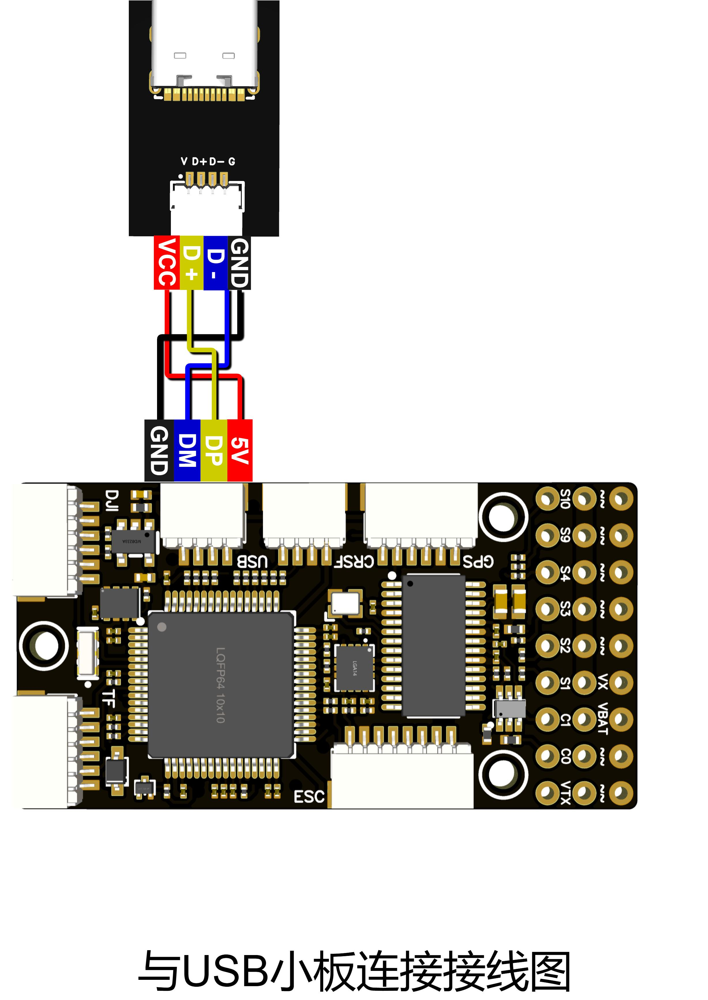 V D+ D- G
VCC D+ D- GND
GND DM DP 5V
DJI
MD8233A
USB CRSF GPS
LQFP64 10x10
LGA14
TF
ESC
S10
S9
S4
S3
S2
S1 VX
C1 VBAT
C0
VTX
与USB小板连接接线图